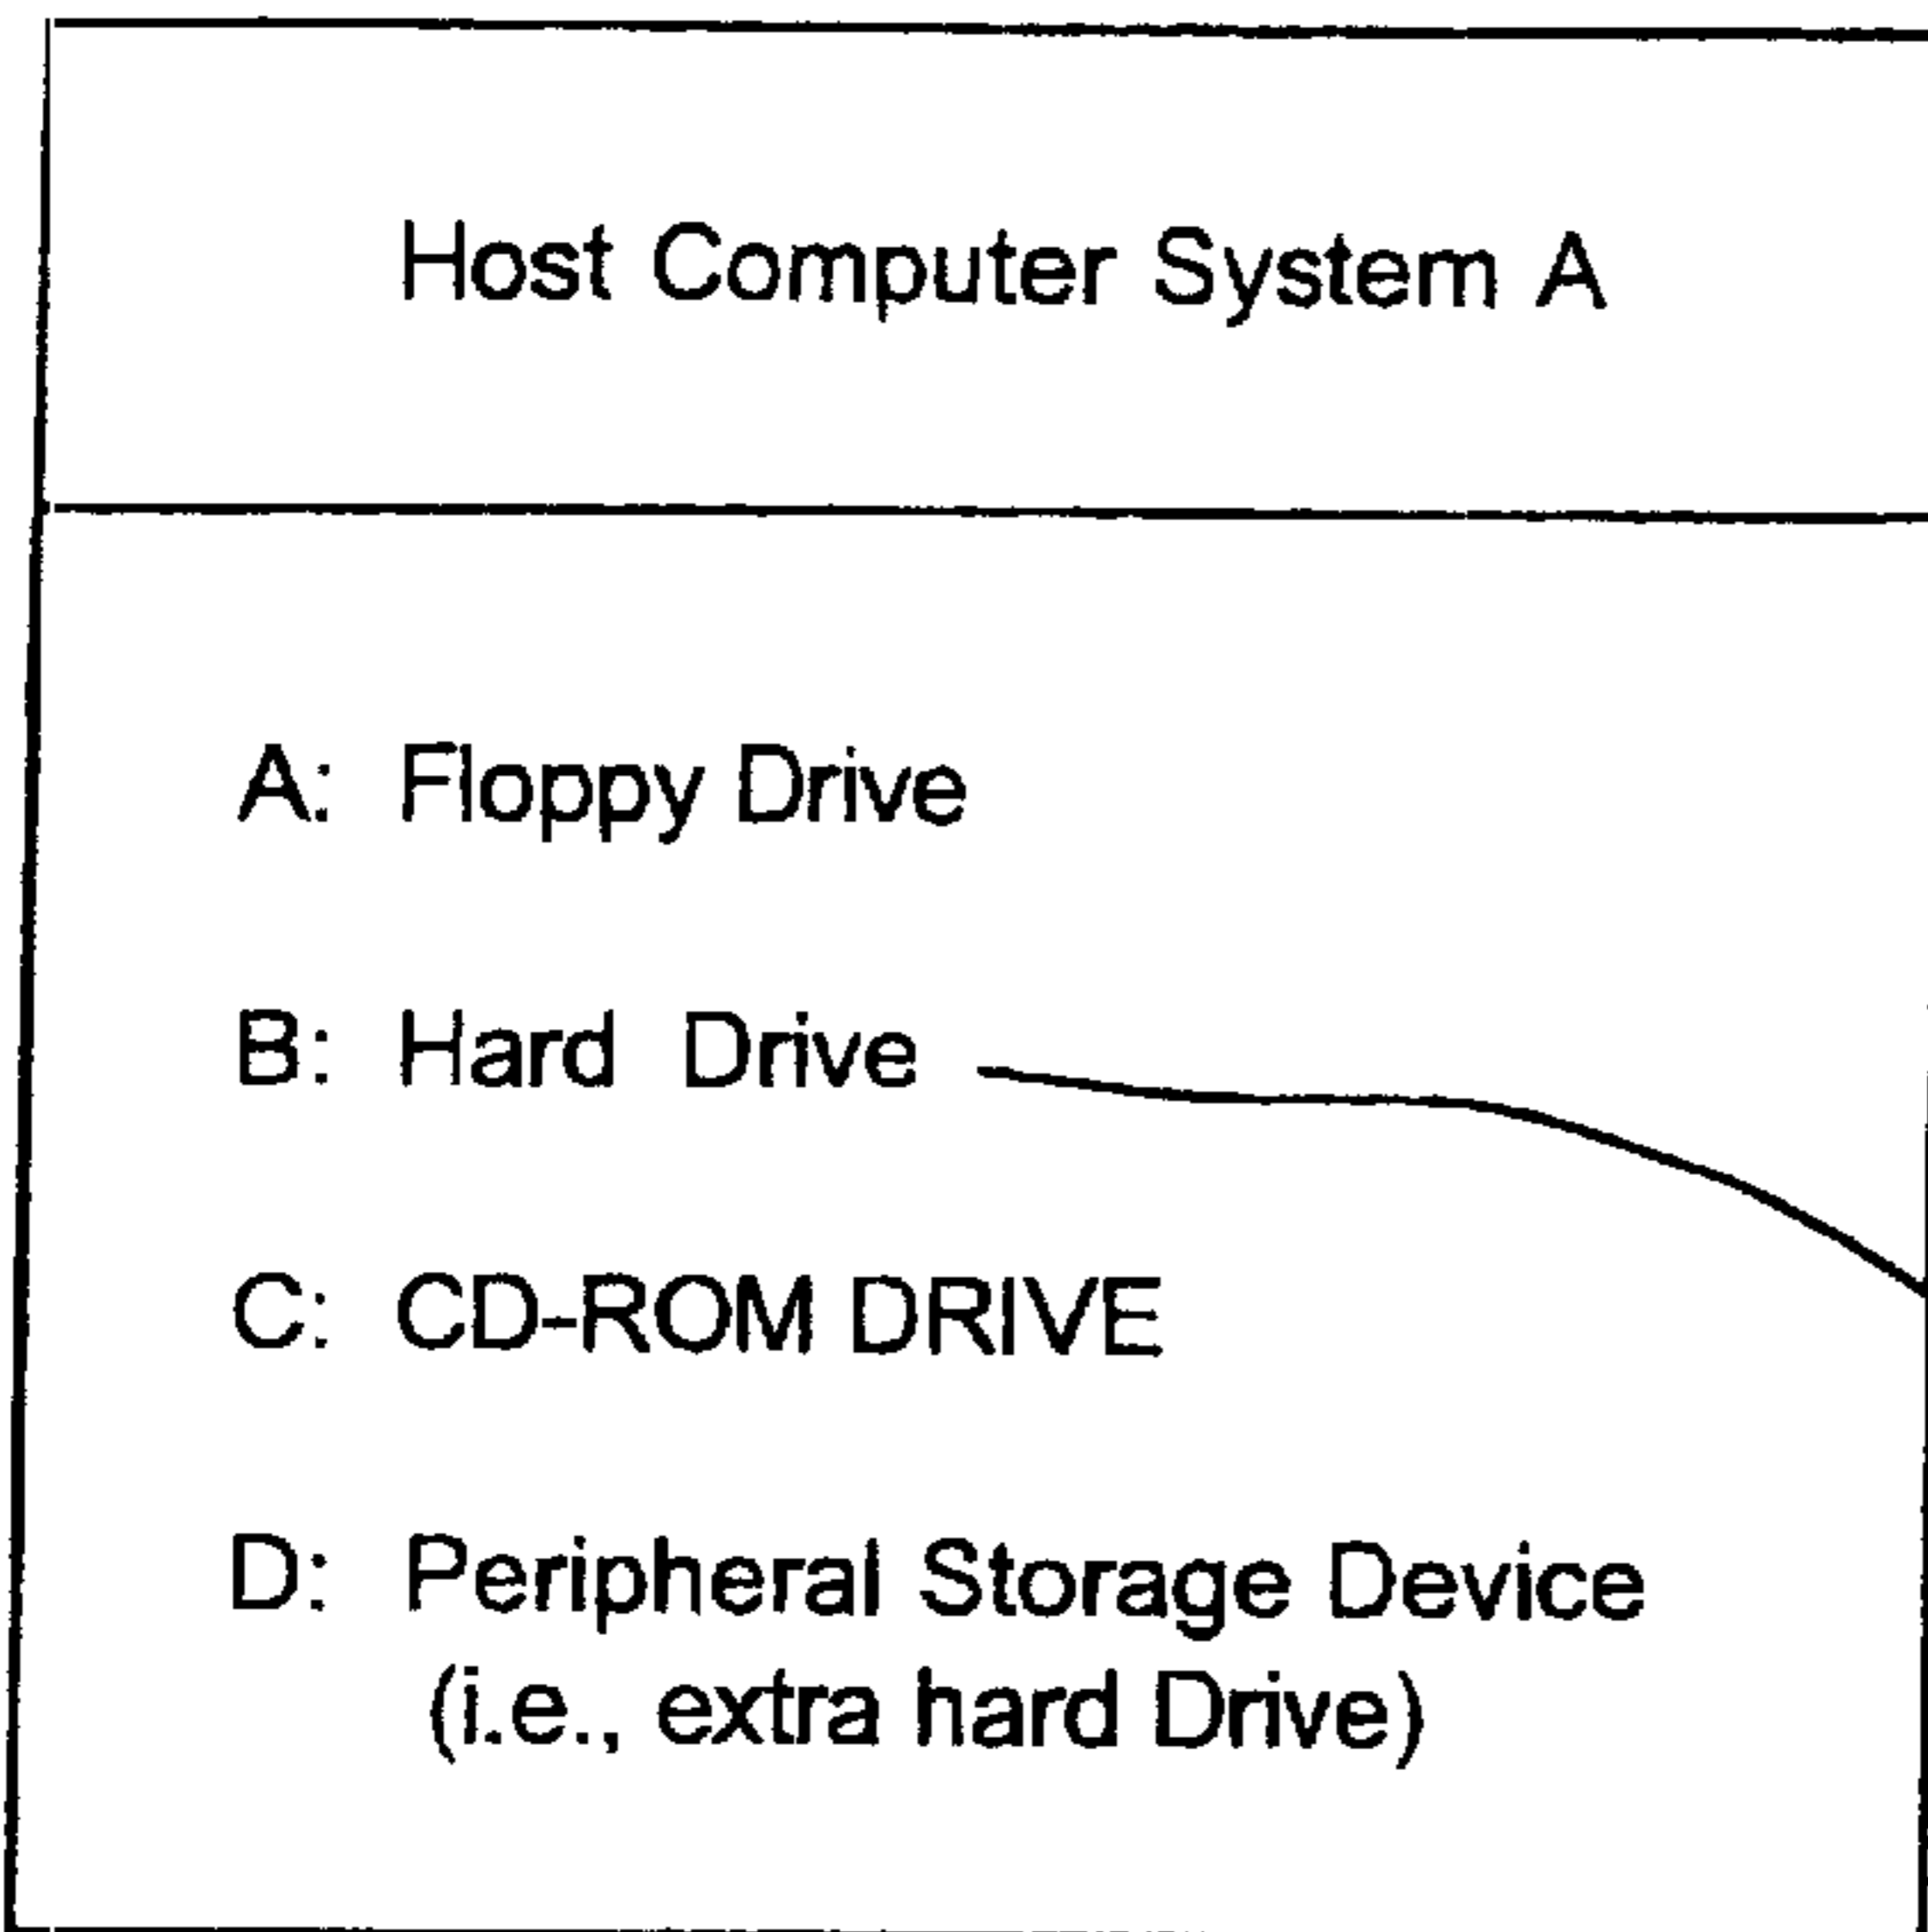 Host Computer System A
A: Floppy Drive
B: Hard Drive
C: CD-ROM DRIVE
D: Peripheral Storage Device
(i.e., extra hard Drive)